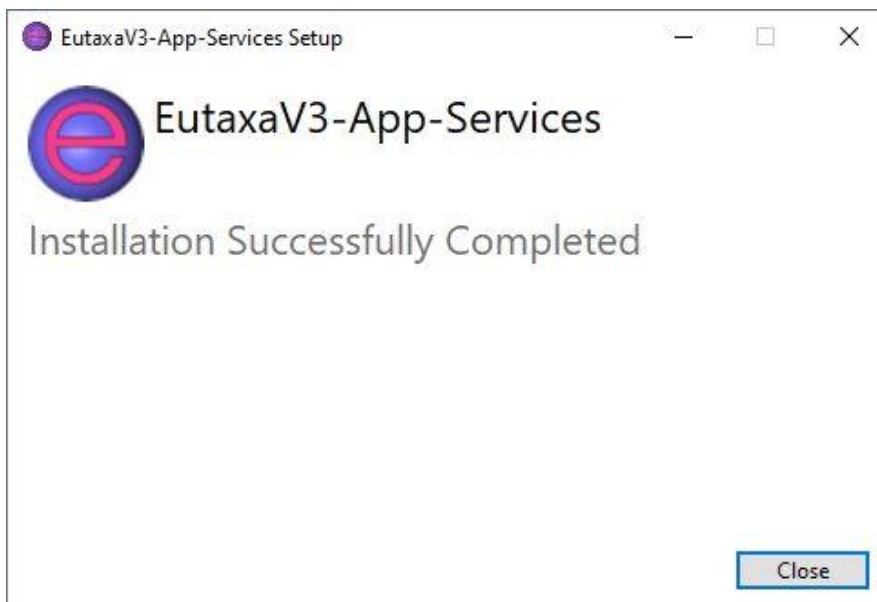 EutaxaV3-App-Services Setup
e
EutaxaV3-App-Services
Installation Successfully Completed
Close